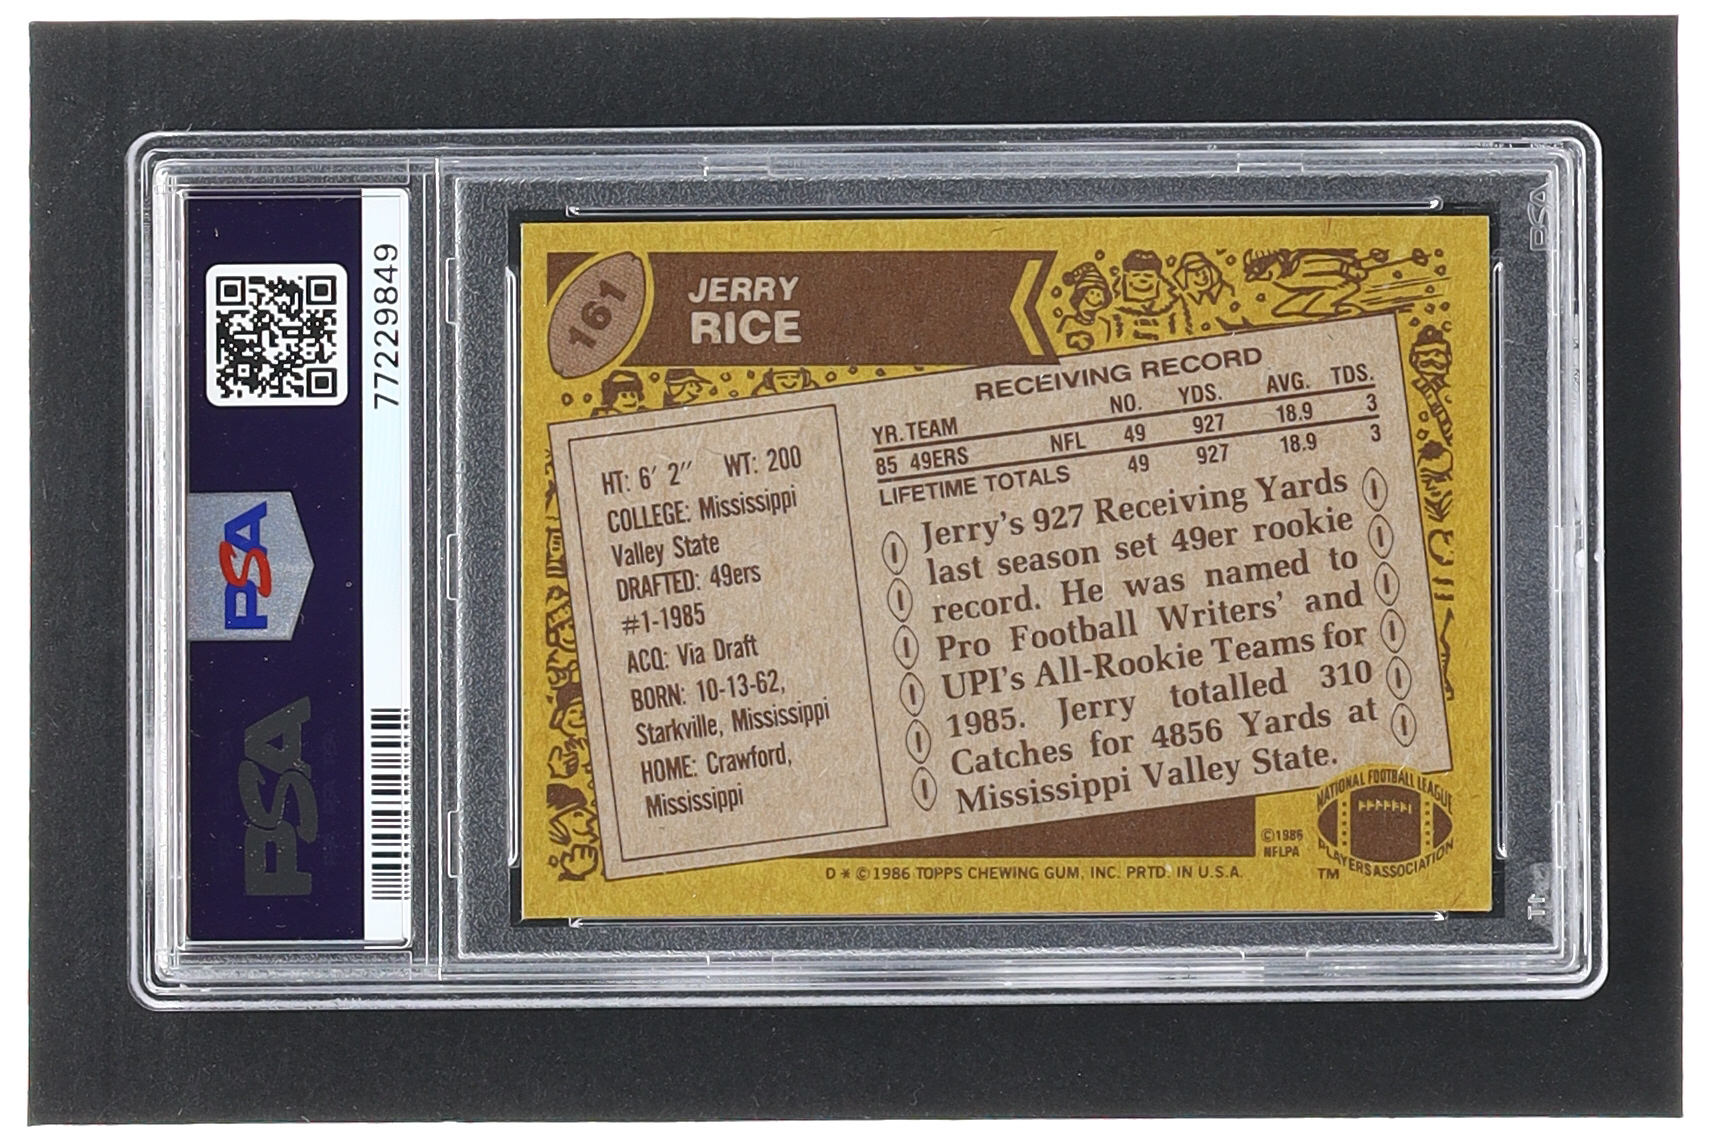 77229849
PSA
PSA
PSA
161
JERRY
RICE
RECEIVING RECORD
YR. TEAM NO. YDS. AVG. TDS.
85 49ERS NFL 49 927 18.9 3
LIFETIME TOTALS 49 927 18.9 3
HT: 6′ 2″ WT: 200
COLLEGE: Mississippi
Valley State
DRAFTED: 49ers
#1-1985
ACQ: Via Draft
BORN: 10-13-62,
Starkville, Mississippi
HOME: Crawford,
Mississippi
Jerry's 927 Receiving Yards
last season set 49er rookie
record. He was named to
Pro Football Writers' and
UPI's All-Rookie Teams for
1985. Jerry totalled 310
Catches for 4856 Yards at
Mississippi Valley State.
©1986
NFLPA
NATIONAL FOOTBALL LEAGUE
PLAYERS ASSOCIATION
TM
D * © 1986 TOPPS CHEWING GUM, INC. PRTD. IN U.S.A.